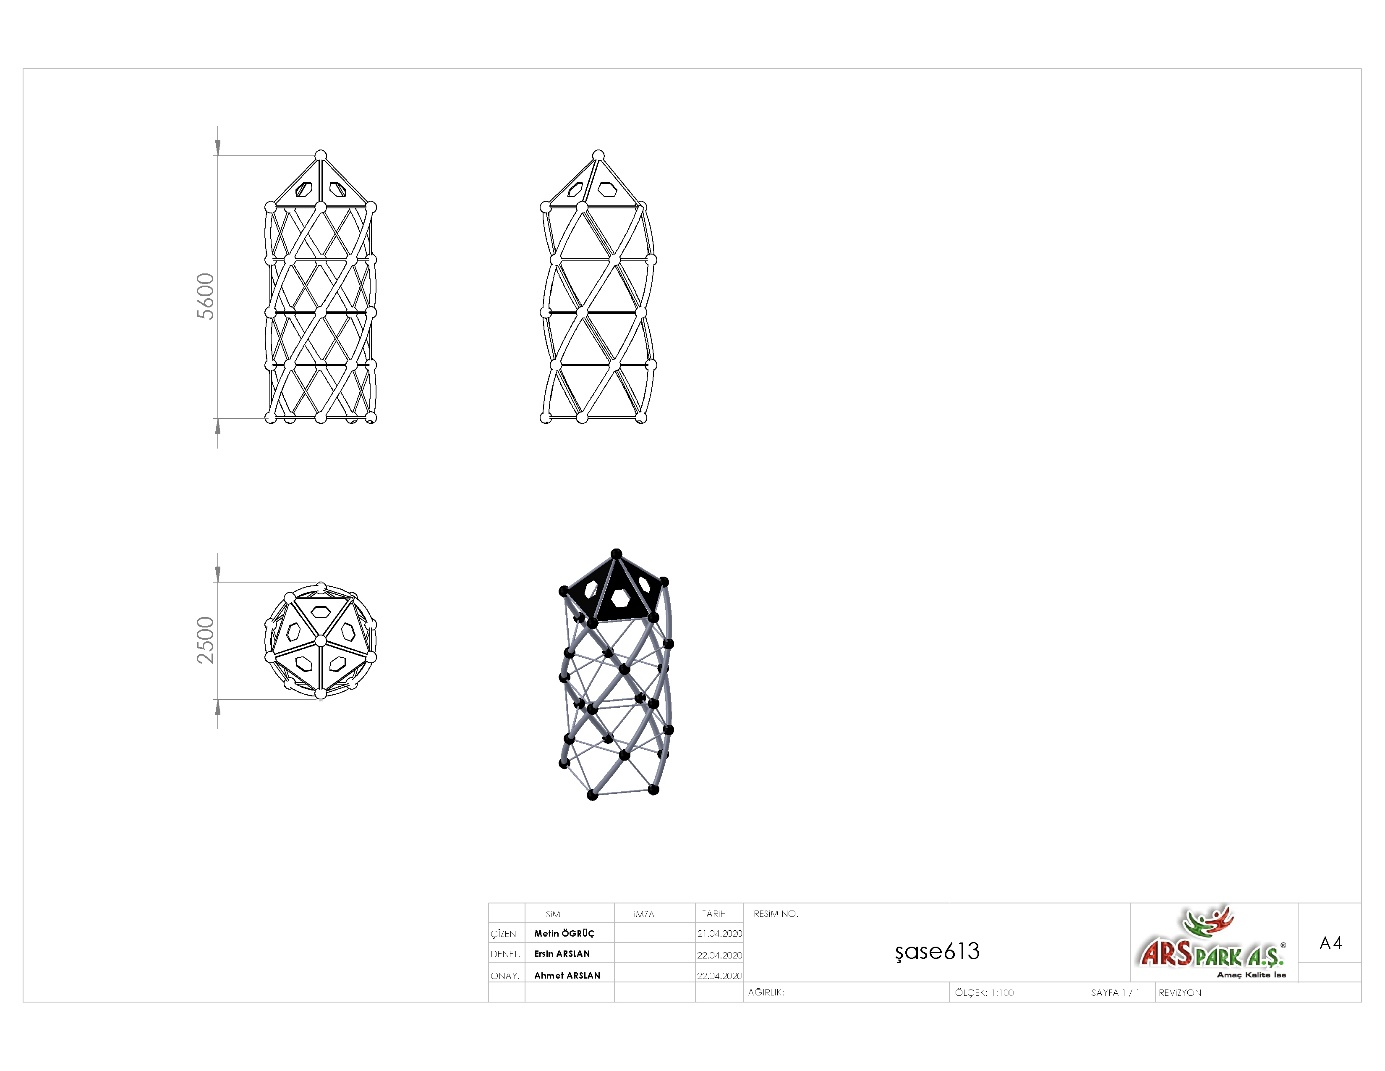 5600
2500
İSİM İMZA TARİH RESİM NO.
ÇİZEN Metin ÖGRÜÇ 21.04.2020
DENET. Ersin ARSLAN 22.04.2020
ONAY. Ahmet ARSLAN 22.04.2020
şase613
ARSPARK A.Ş.®
Amaç Kalite İse
A4
AĞIRLIK: ÖLÇEK: 1:100 SAYFA 1 / 1 REVİZYON